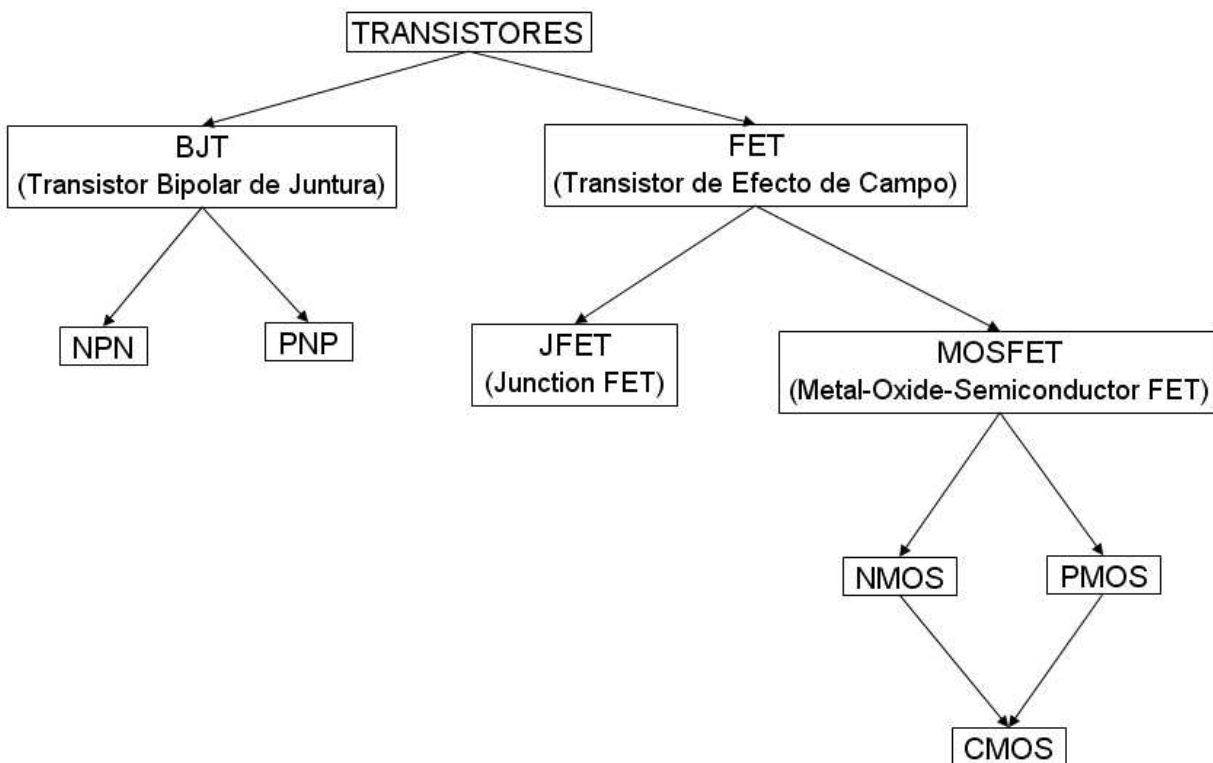 TRANSISTORES
BJT
(Transistor Bipolar de Juntura)
FET
(Transistor de Efecto de Campo)
NPN
PNP
JFET
(Junction FET)
MOSFET
(Metal-Oxide-Semiconductor FET)
NMOS
PMOS
CMOS